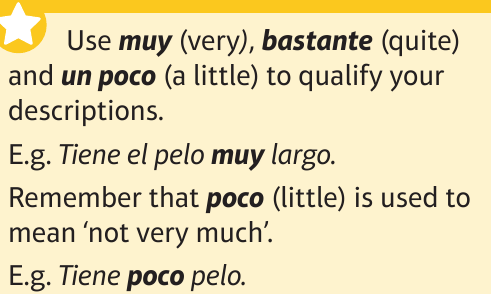 Use muy (very), bastante (quite)
and un poco (a little) to qualify your
descriptions.
E.g. Tiene el pelo muy largo.
Remember that poco (little) is used to
mean ‘not very much’.
E.g. Tiene poco pelo.